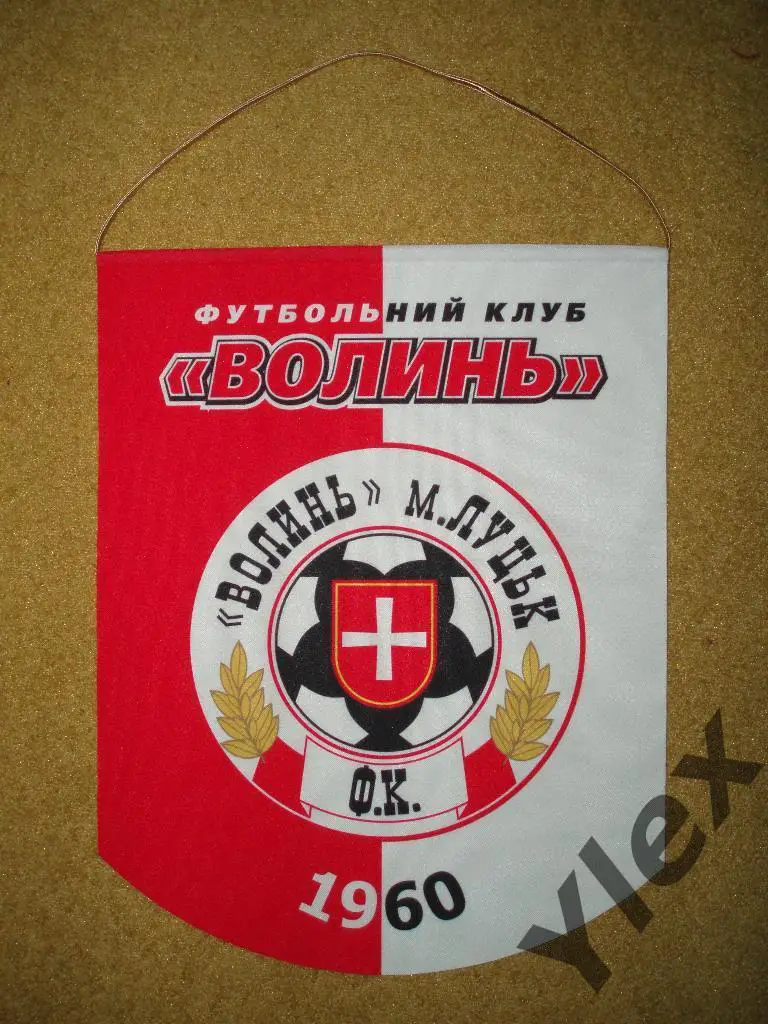 ФУТБОЛЬНИЙ КЛУБ
«ВОЛИНЬ»
«ВОЛИНЬ» М.ЛУЦЬК
Ф.К.
1960
Ylex